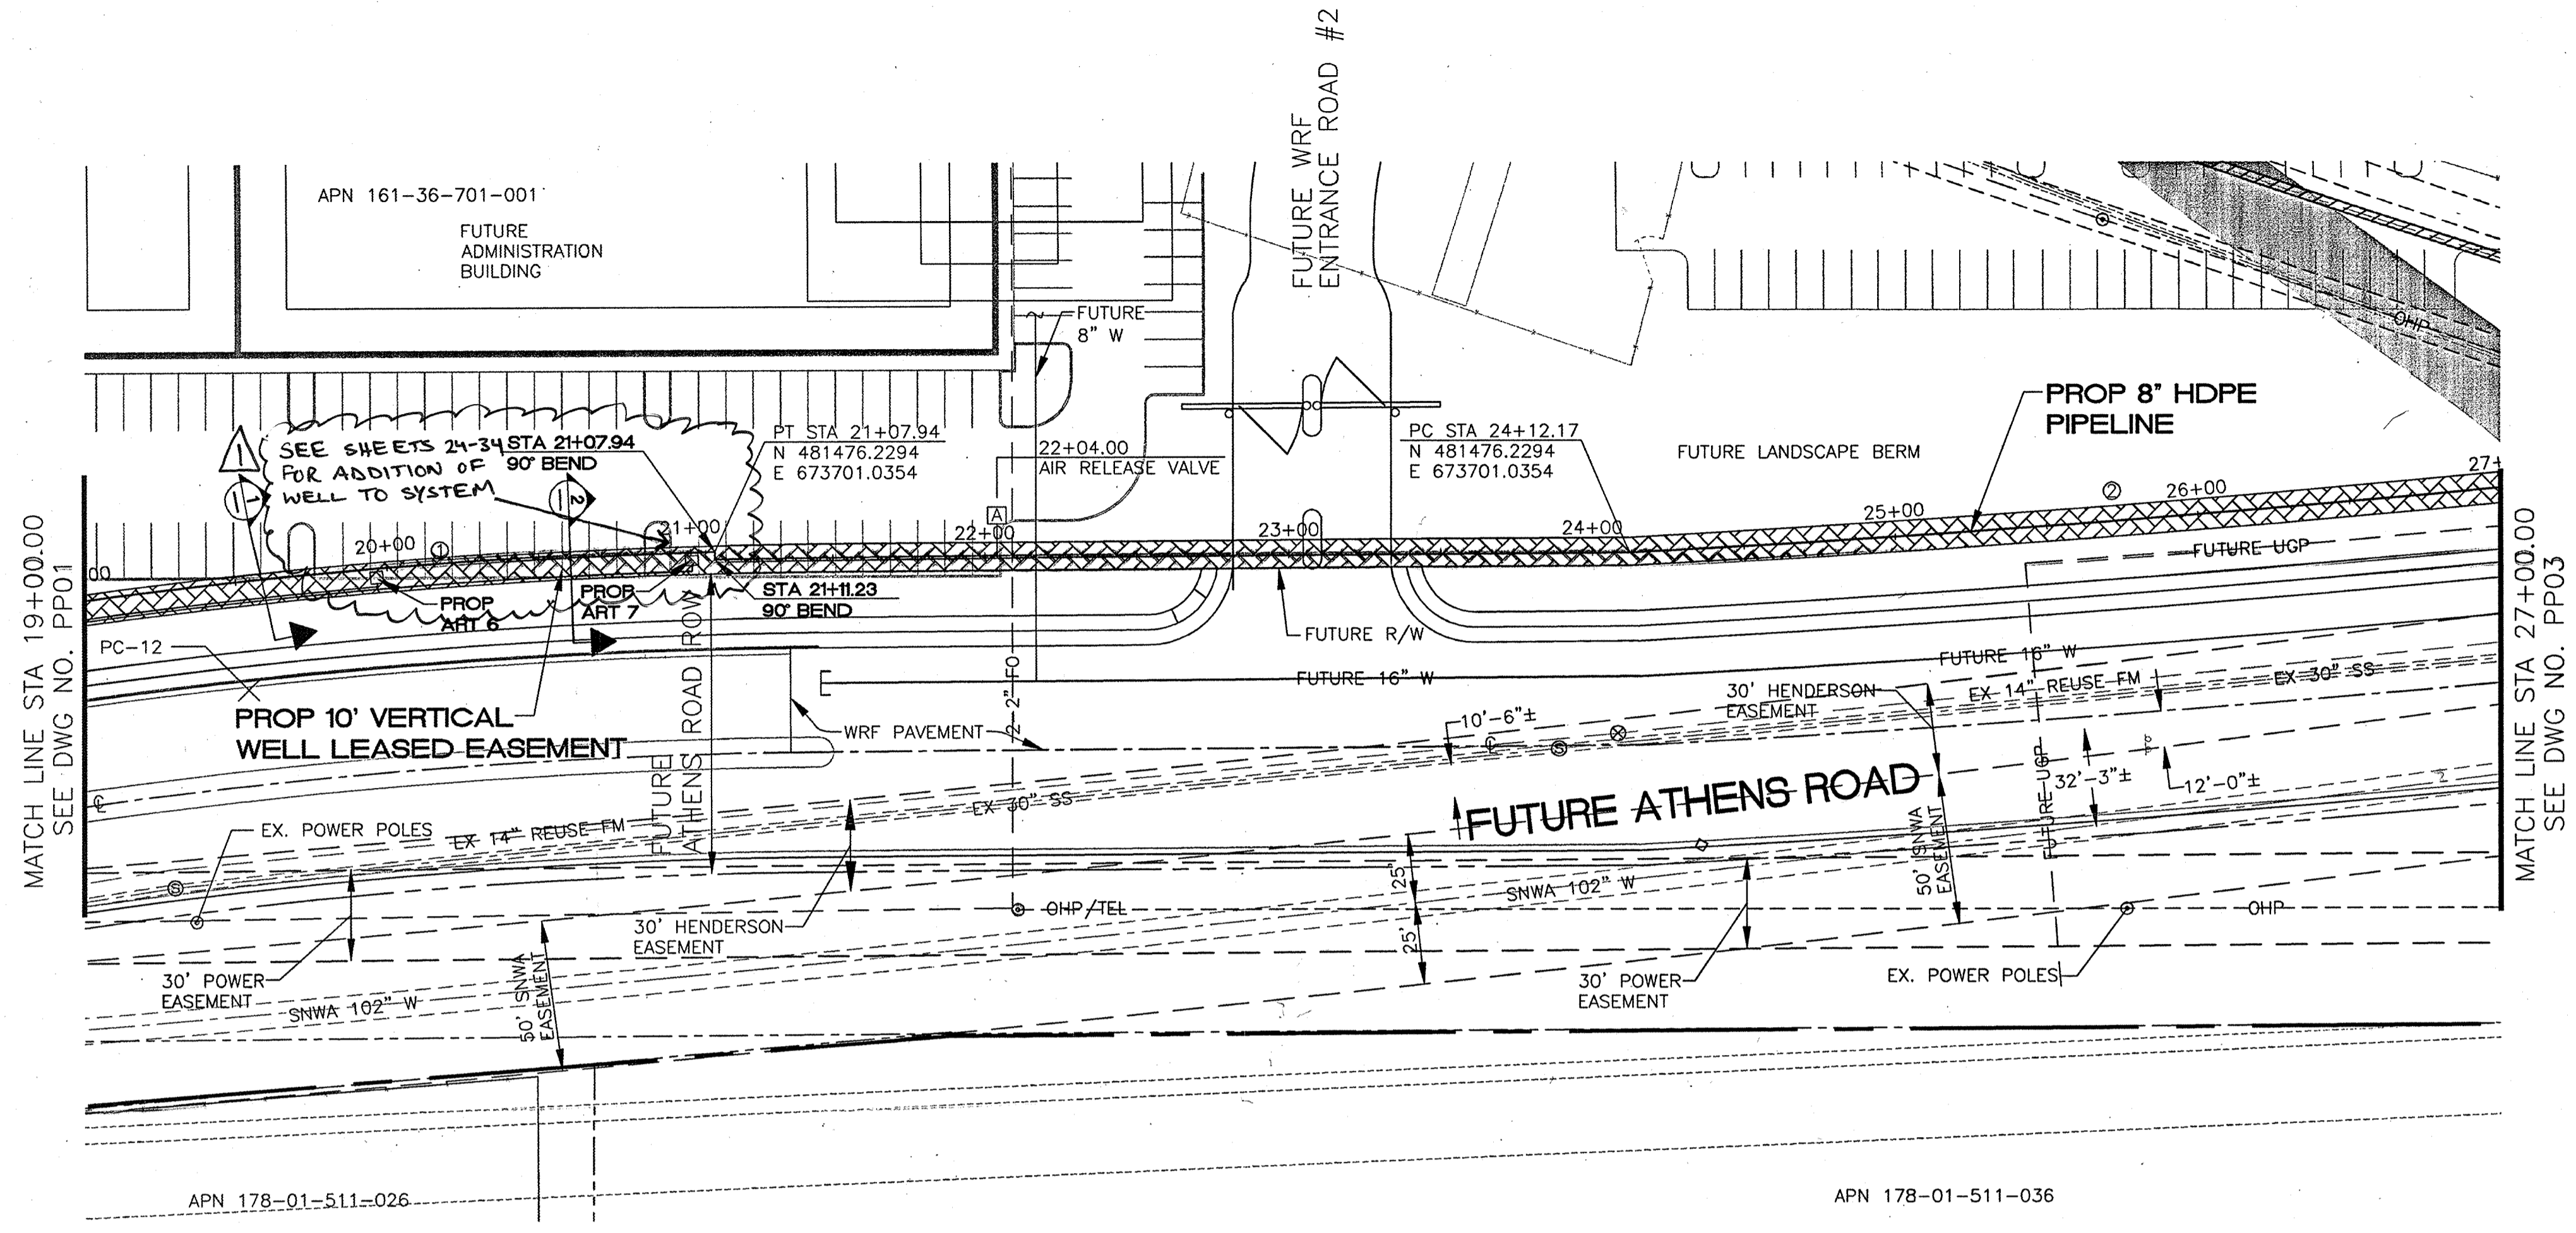 FUTURE WRF
ENTRANCE ROAD #2
APN 161-36-701-001
FUTURE
ADMINISTRATION
BUILDING
FUTURE
8" W
OHP
PROP 8" HDPE
PIPELINE
1
SEE SHEETS 24-34
FOR ADDITION OF
WELL TO SYSTEM
STA 21+07.94
90° BEND
PT STA 21+07.94
N 481476.2294
E 673701.0354
22+04.00
AIR RELEASE VALVE
PC STA 24+12.17
N 481476.2294
E 673701.0354
FUTURE LANDSCAPE BERM
1
2
A
00
20+00
1
21+00
22+00
23+00
24+00
25+00
2
26+00
27+
MATCH LINE STA 19+00.00
SEE DWG NO. PP01
MATCH LINE STA 27+00.00
SEE DWG NO. PP03
FUTURE UGP
PROP
ART 6
PROP
ART 7
STA 21+11.23
90° BEND
FUTURE R/W
PC-12
PROP 10' VERTICAL
WELL LEASED EASEMENT
FUTURE
ATHENS ROAD ROW
WRF PAVEMENT
2-2" FO
FUTURE 16" W
FUTURE 16" W
10'-6"±
30' HENDERSON
EASEMENT
EX 14" REUSE FM
EX 30" SS
EX 30" SS
EX 14" REUSE FM
FUTURE ATHENS ROAD
FUTURE UGP
32'-3"±
12'-0"±
EX. POWER POLES
30' HENDERSON
EASEMENT
OHP/TEL
25'
25'
SNWA 102" W
50' SNWA
EASEMENT
OHP
30' POWER
EASEMENT
SNWA 102" W
50' SNWA
EASEMENT
30' POWER
EASEMENT
EX. POWER POLES
APN 178-01-511-026
APN 178-01-511-036